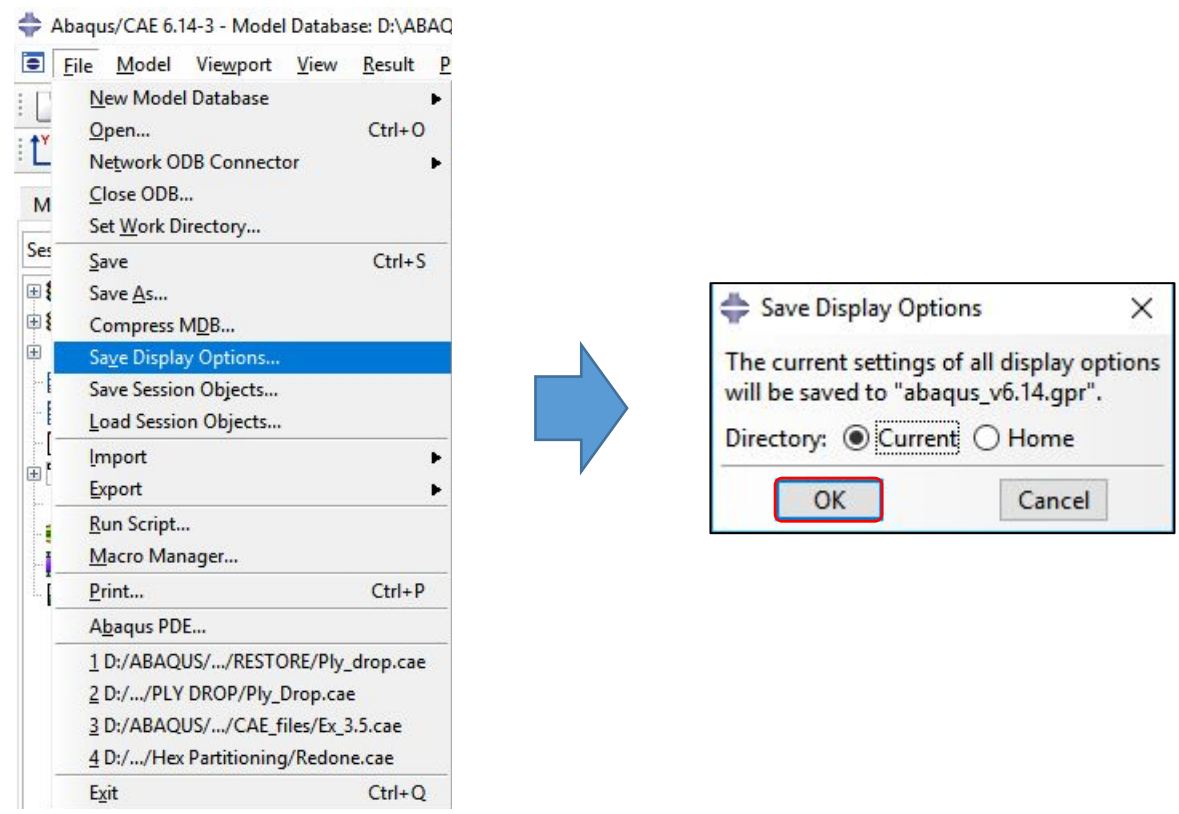 Abaqus/CAE 6.14-3 - Model Database: D:\ABAQ
File Model Viewport View Result P
New Model Database
Open... Ctrl+O
Network ODB Connector
Close ODB...
Set Work Directory...
Save Ctrl+S
Save As...
Compress MDB...
Save Display Options...
Save Session Objects...
Load Session Objects...
Import
Export
Run Script...
Macro Manager...
Print... Ctrl+P
Abaqus PDE...
1 D:/ABAQUS/.../RESTORE/Ply_drop.cae
2 D:/.../PLY DROP/Ply_Drop.cae
3 D:/ABAQUS/.../CAE_files/Ex_3.5.cae
4 D:/.../Hex Partitioning/Redone.cae
Exit Ctrl+Q
Y
M
Ses
Save Display Options
The current settings of all display options
will be saved to "abaqus_v6.14.gpr".
Directory: Current Home
OK Cancel